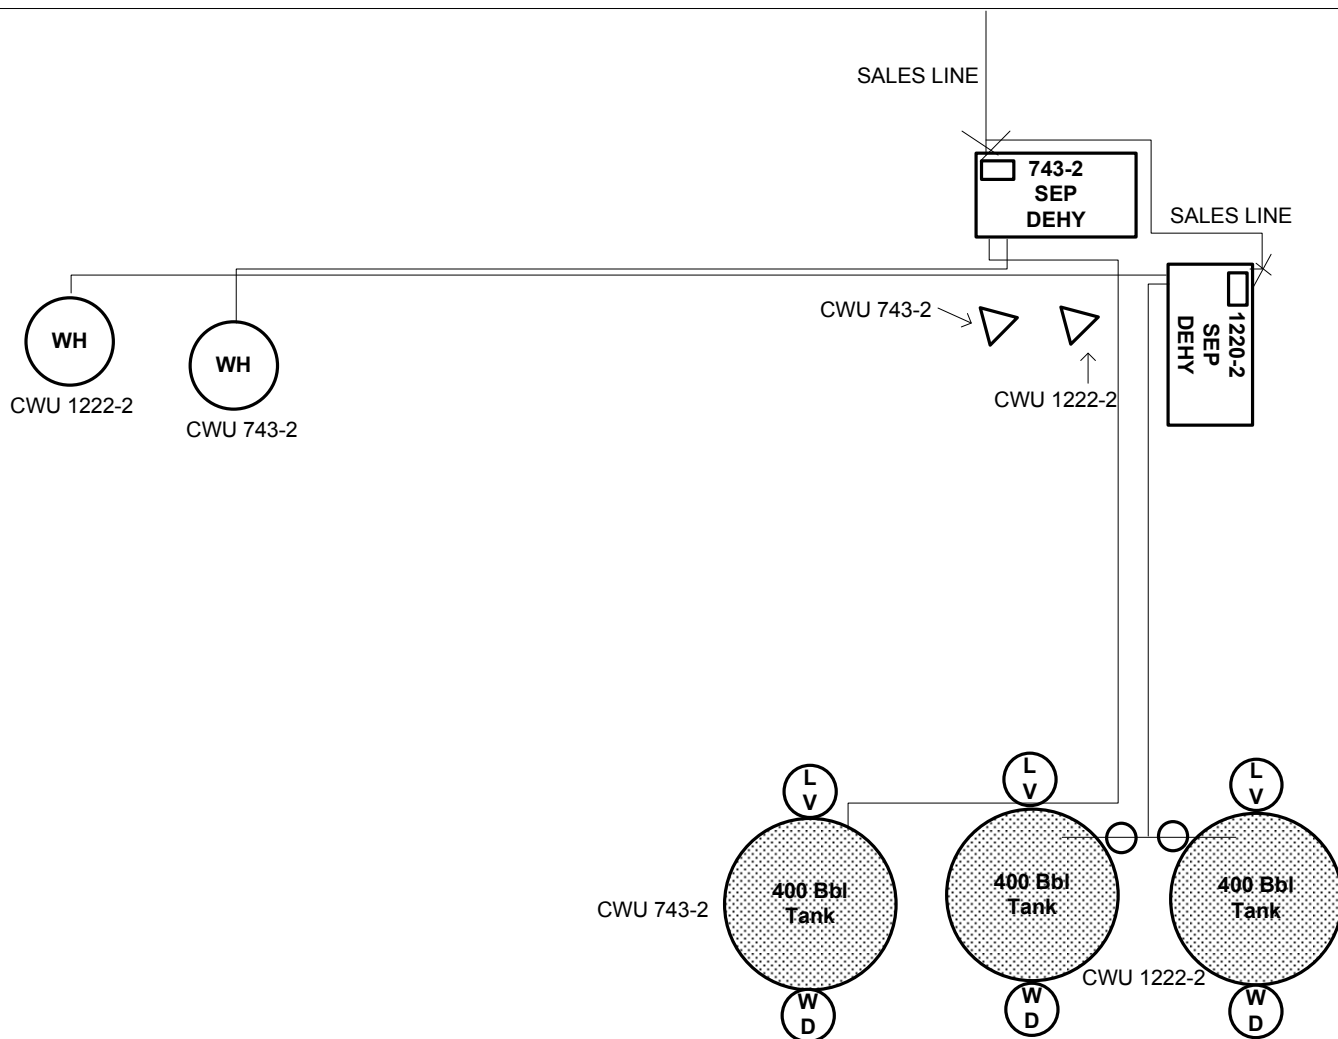 SALES LINE
743-2
SEP
DEHY
SALES LINE
1220-2
SEP
DEHY
CWU 743-2
CWU 1222-2
WH
CWU 1222-2
WH
CWU 743-2
L
V
400 Bbl
Tank
W
D
CWU 743-2
L
V
400 Bbl
Tank
W
D
CWU 1222-2
L
V
400 Bbl
Tank
W
D